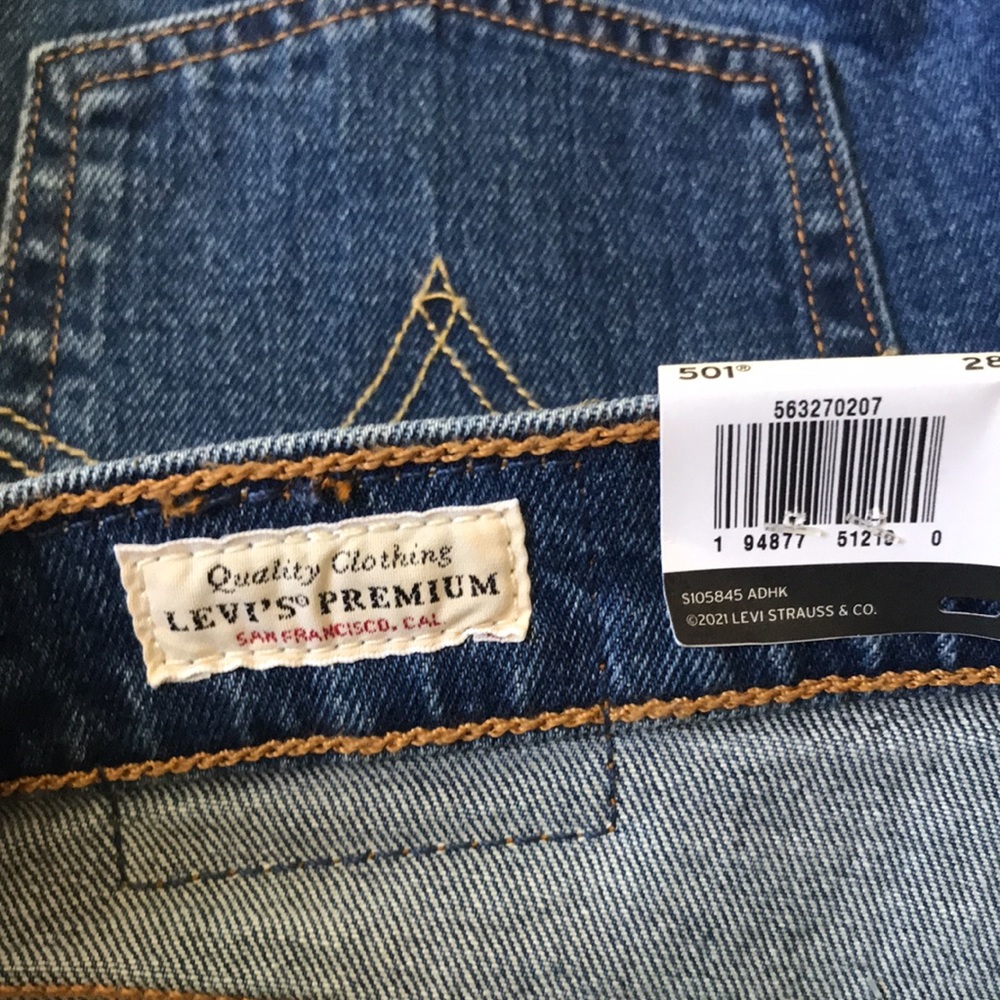 501® 28
563270207
1 94877 0
S105845 ADHK
©2021 LEVI STRAUSS & CO.
Quality Clothing
LEVI'S® PREMIUM
SAN FRANCISCO, CAL